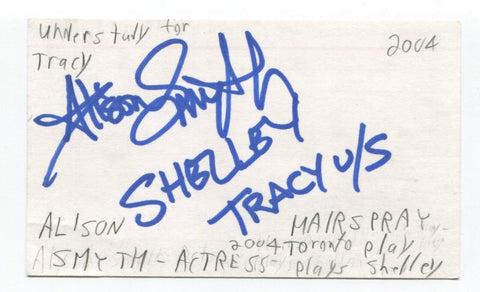 understudy for
Tracy
2004
Alison Smyth
SHELLEY
TRACY U/S
ALISON
SMYTH - ACTRESS
HAIRSPRAY
2004 Toronto play
plays Shelley